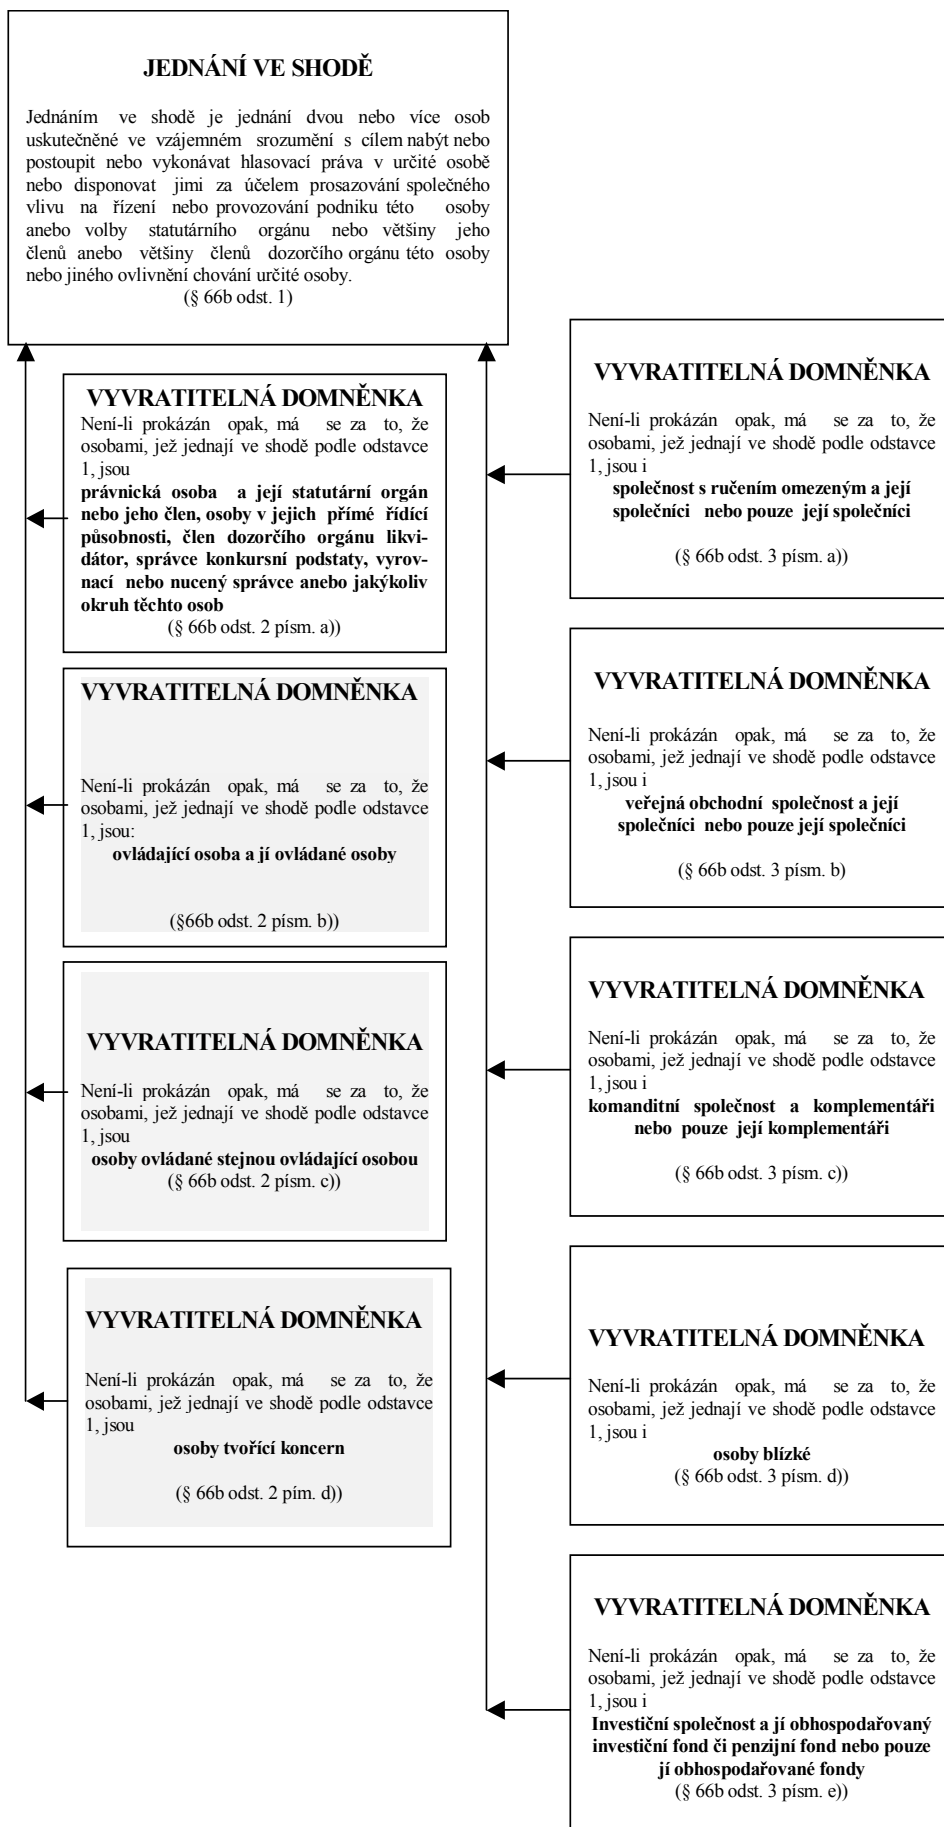 JEDNÁNÍ VE SHODĚ
Jednáním ve shodě je jednání dvou nebo více osob
uskutečněné ve vzájemném srozumění s cílem nabýt nebo
postoupit nebo vykonávat hlasovací práva v určité osobě
nebo disponovat jimi za účelem prosazování společného
vlivu na řízení nebo provozování podniku této osoby
anebo volby statutárního orgánu nebo většiny jeho
členů anebo většiny členů dozorčího orgánu této osoby
nebo jiného ovlivnění chování určité osoby.
(§ 66b odst. 1)
VYVRATITELNÁ DOMNĚNKA
Není-li prokázán opak, má se za to, že
osobami, jež jednají ve shodě podle odstavce
1, jsou
právnická osoba a její statutární orgán
nebo jeho člen, osoby v jejich přímé řídící
působnosti, člen dozorčího orgánu likvi-
dátor, správce konkursní podstaty, vyrov-
nací nebo nucený správce anebo jakýkoliv
okruh těchto osob
(§ 66b odst. 2 písm. a))
VYVRATITELNÁ DOMNĚNKA
Není-li prokázán opak, má se za to, že
osobami, jež jednají ve shodě podle odstavce
1, jsou:
ovládající osoba a jí ovládané osoby
(§66b odst. 2 písm. b))
VYVRATITELNÁ DOMNĚNKA
Není-li prokázán opak, má se za to, že
osobami, jež jednají ve shodě podle odstavce
1, jsou
osoby ovládané stejnou ovládající osobou
(§ 66b odst. 2 písm. c))
VYVRATITELNÁ DOMNĚNKA
Není-li prokázán opak, má se za to, že
osobami, jež jednají ve shodě podle odstavce
1, jsou
osoby tvořící koncern
(§ 66b odst. 2 pím. d))
VYVRATITELNÁ DOMNĚNKA
Není-li prokázán opak, má se za to, že
osobami, jež jednají ve shodě podle odstavce
1, jsou i
společnost s ručením omezeným a její
společníci nebo pouze její společníci
(§ 66b odst. 3 písm. a))
VYVRATITELNÁ DOMNĚNKA
Není-li prokázán opak, má se za to, že
osobami, jež jednají ve shodě podle odstavce
1, jsou i
veřejná obchodní společnost a její
společníci nebo pouze její společníci
(§ 66b odst. 3 písm. b)
VYVRATITELNÁ DOMNĚNKA
Není-li prokázán opak, má se za to, že
osobami, jež jednají ve shodě podle odstavce
1, jsou i
komanditní společnost a komplementáři
nebo pouze její komplementáři
(§ 66b odst. 3 písm. c))
VYVRATITELNÁ DOMNĚNKA
Není-li prokázán opak, má se za to, že
osobami, jež jednají ve shodě podle odstavce
1, jsou i
osoby blízké
(§ 66b odst. 3 písm. d))
VYVRATITELNÁ DOMNĚNKA
Není-li prokázán opak, má se za to, že
osobami, jež jednají ve shodě podle odstavce
1, jsou i
Investiční společnost a jí obhospodařovaný
investiční fond či penzijní fond nebo pouze
jí obhospodařované fondy
(§ 66b odst. 3 písm. e))